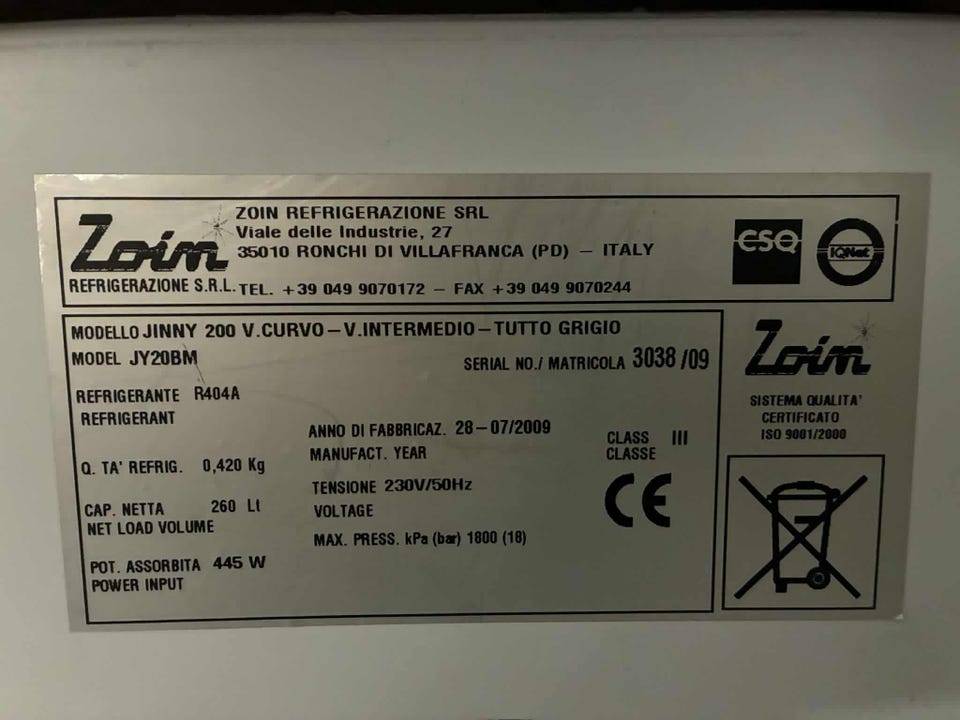 Zoin
REFRIGERAZIONE S.R.L.
ZOIN REFRIGERAZIONE SRL
Viale delle Industrie, 27
35010 RONCHI DI VILLAFRANCA (PD) – ITALY
TEL. +39 049 9070172 – FAX +39 049 9070244
CSQ
IQNet
MODELLO JINNY 200 V.CURVO–V.INTERMEDIO–TUTTO GRIGIO
MODEL JY20BM
SERIAL NO./ MATRICOLA 3038 /09
REFRIGERANTE R404A
REFRIGERANT
Q. TA' REFRIG. 0,420 Kg
CAP. NETTA 260 Lt
NET LOAD VOLUME
POT. ASSORBITA 445 W
POWER INPUT
ANNO DI FABBRICAZ. 28–07/2009
MANUFACT. YEAR
TENSIONE 230V/50Hz
VOLTAGE
MAX. PRESS. kPa (bar) 1800 (18)
CLASS III
CLASSE
CE
Zoin
SISTEMA QUALITA'
CERTIFICATO
ISO 9001/2000